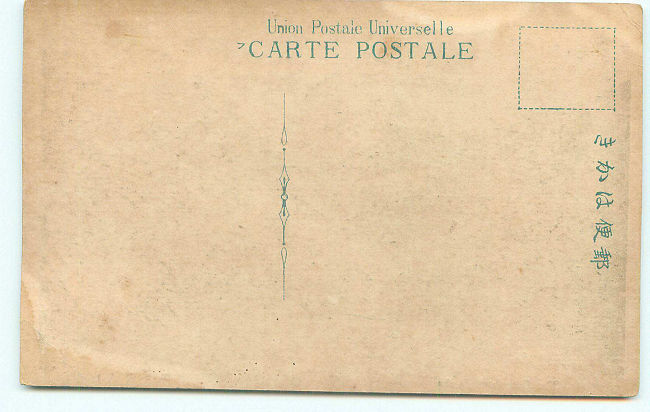 Union Postale Universelle
CARTE POSTALE
郵便はかき